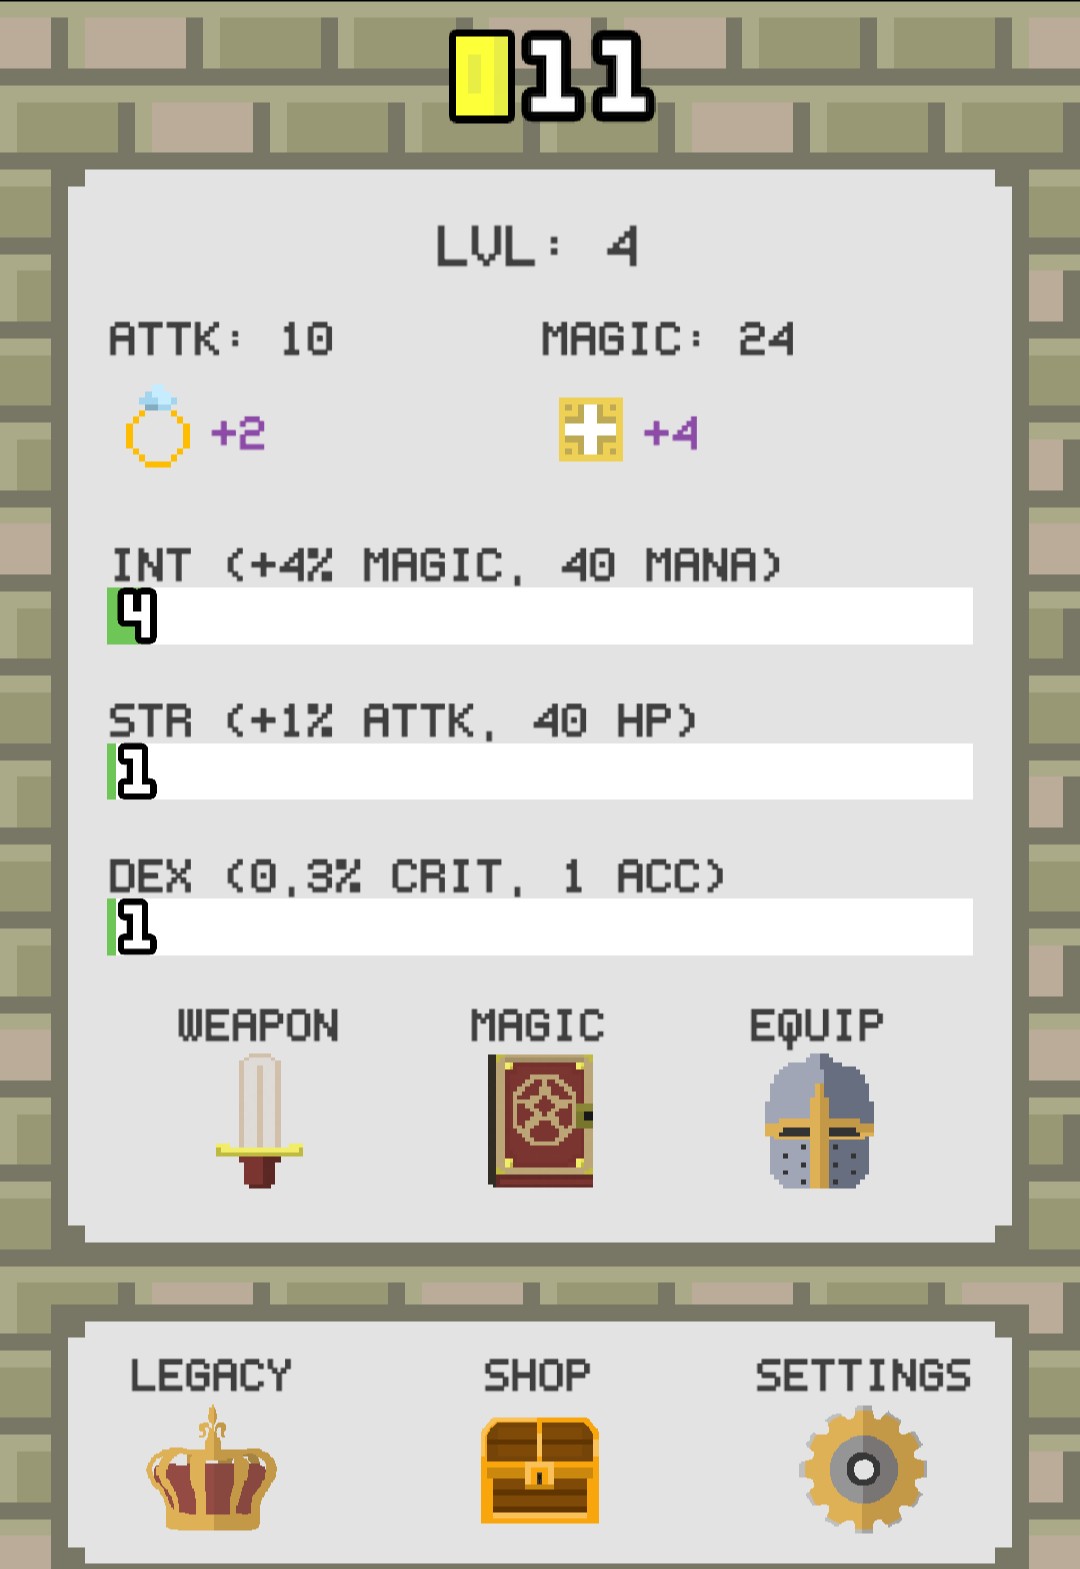 11
LVL: 4
ATTK: 10 MAGIC: 24
+2 +4
INT (+4% MAGIC, 40 MANA)
4
STR (+1% ATTK, 40 HP)
1
DEX (0,3% CRIT, 1 ACC)
1
WEAPON MAGIC EQUIP
LEGACY SHOP SETTINGS